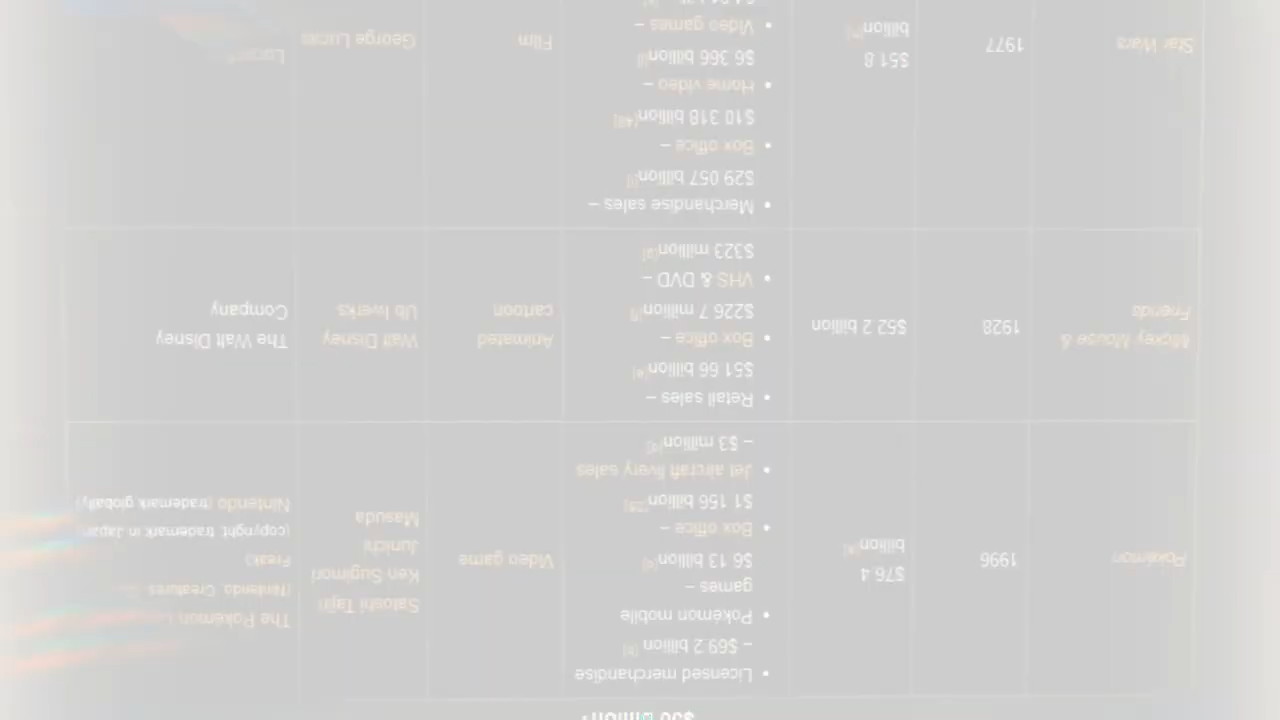 Pokémon
1996
$76.4
billion[a]
• Licensed merchandise
– $69.2 billion [b]
• Pokémon mobile
games –
$6.13 billion[c]
• Box office –
$1.156 billion
• Jet aircraft livery sales
– $3 million[d]
Video game
Satoshi Tajiri
Ken Sugimori
Junichi
Masuda
The Pokémon
(Nintendo, Creatures
Freak)
(copyright, trademark in Japan)
Nintendo (trademark globally)
Mickey Mouse &
Friends
1928
$52.2 billion
• Retail sales –
$51.66 billion[e]
• Box office –
$226.7 million[f]
• VHS & DVD –
$323 million[g]
Animated
cartoon
Walt Disney
Ub Iwerks
The Walt Disney
Company
Star Wars
1977
$51.8
billion[h]
• Merchandise sales –
$29.057 billion[i]
• Box office –
$10.318 billion
• Home video –
$6.366 billion[j]
• Video games –
Film
George Lucas